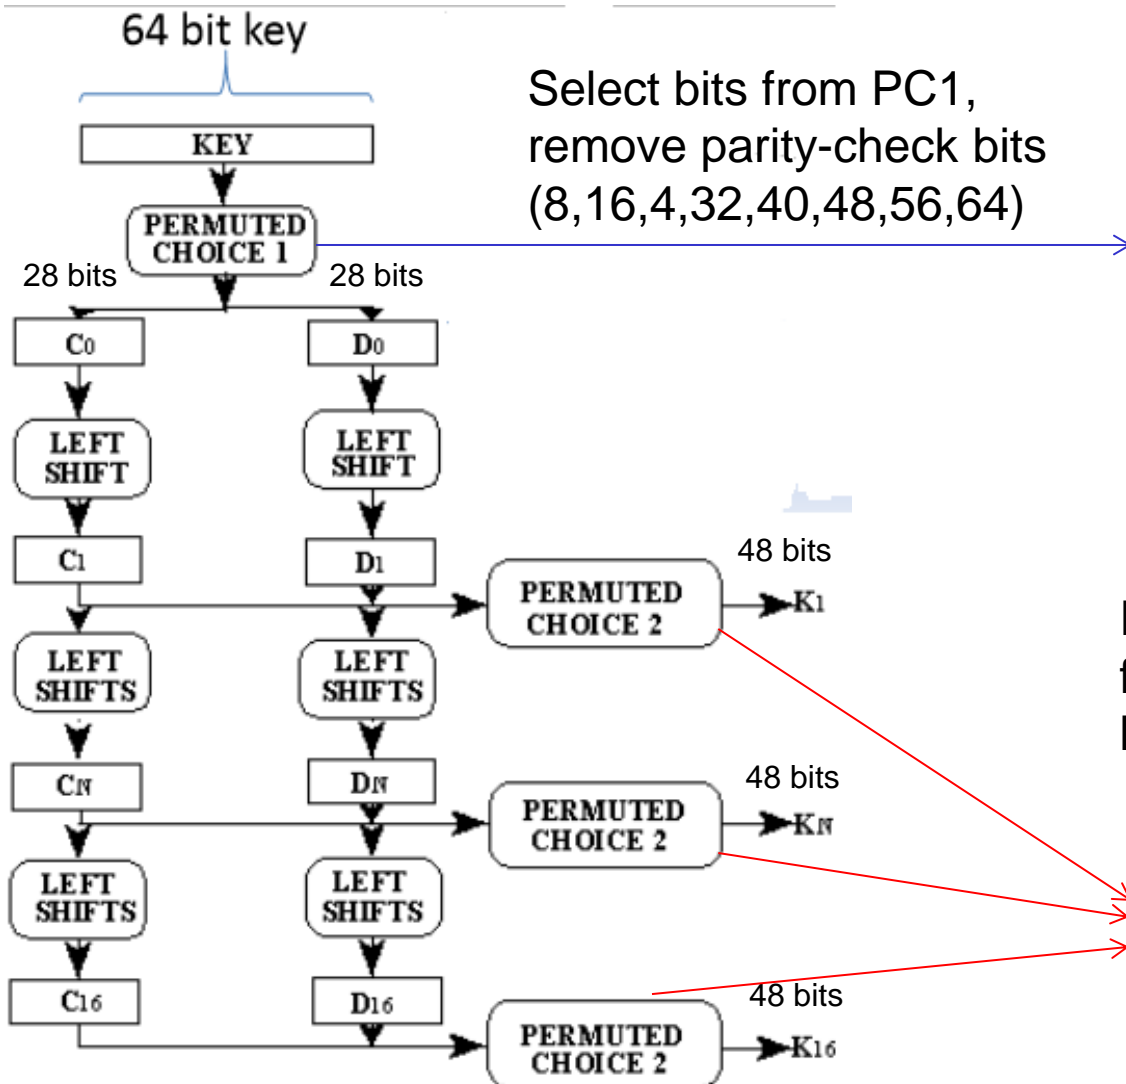 64 bit key
Select bits from PC1,
remove parity-check bits
(8,16,4,32,40,48,56,64)
KEY
PERMUTED
CHOICE 1
28 bits
28 bits
C0
D0
LEFT
SHIFT
LEFT
SHIFT
C1
D1
48 bits
PERMUTED
CHOICE 2
K1
LEFT
SHIFTS
LEFT
SHIFTS
CN
DN
48 bits
PERMUTED
CHOICE 2
KN
LEFT
SHIFTS
LEFT
SHIFTS
C16
D16
48 bits
PERMUTED
CHOICE 2
K16